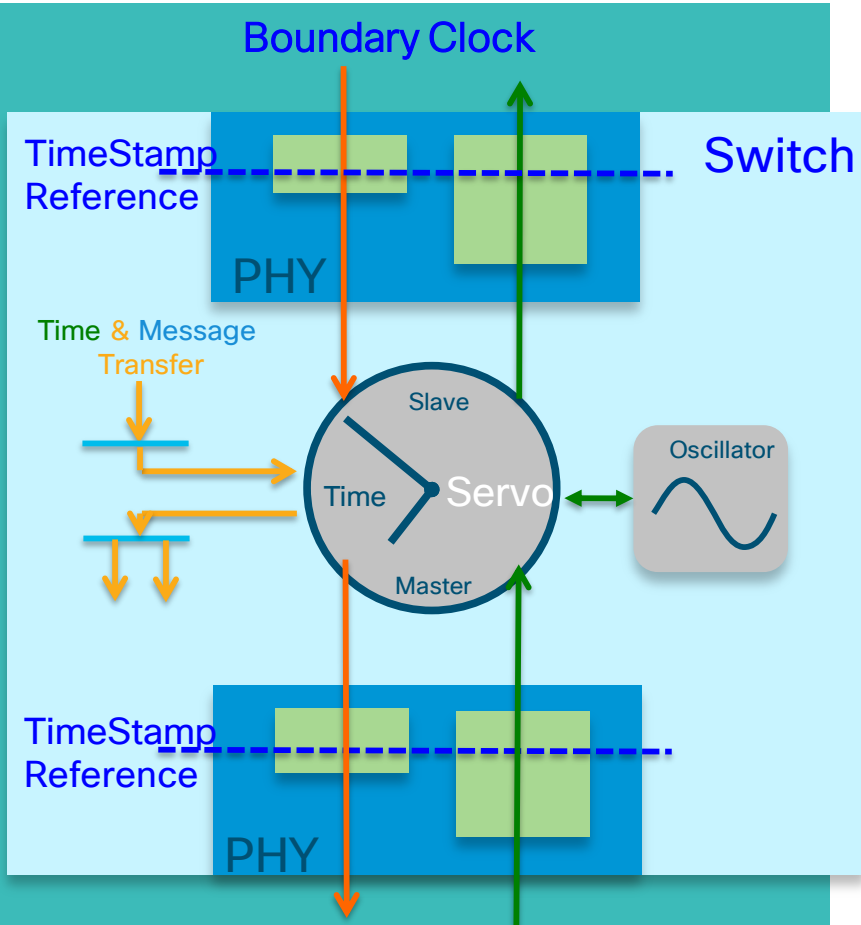 Boundary Clock
TimeStamp
Reference
Switch
PHY
Time & Message
Transfer
Slave
Oscillator
Time
Servo
Master
TimeStamp
Reference
PHY